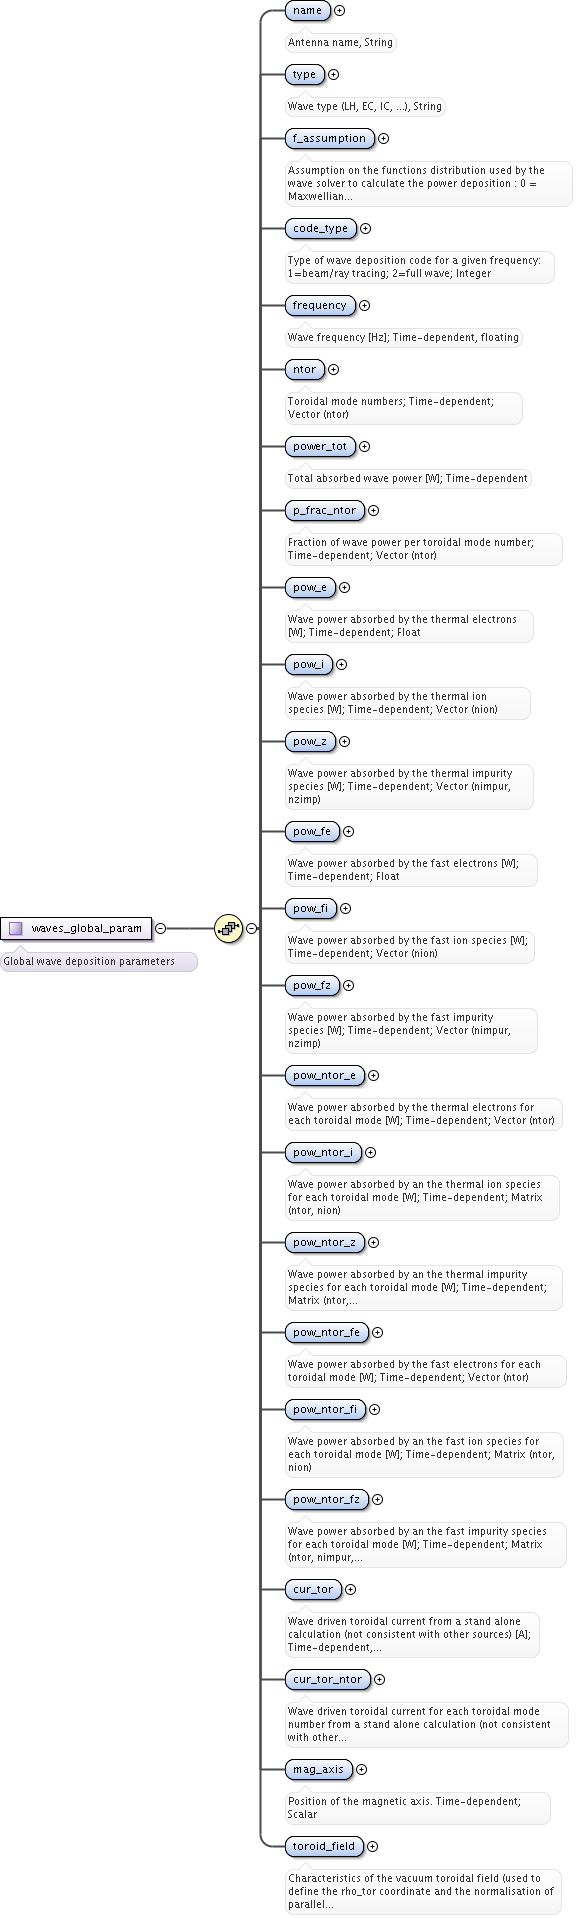 name
Antenna name, String
type
Wave type (LH, EC, IC, ...), String
f_assumption
Assumption on the functions distribution used by the
wave solver to calculate the power deposition : 0 =
Maxwellian...
code_type
Type of wave deposition code for a given frequency:
1=beam/ray tracing; 2=full wave; Integer
frequency
Wave frequency [Hz]; Time-dependent, floating
ntor
Toroidal mode numbers; Time-dependent;
Vector (ntor)
power_tot
Total absorbed wave power [W]; Time-dependent
p_frac_ntor
Fraction of wave power per toroidal mode number;
Time-dependent; Vector (ntor)
pow_e
Wave power absorbed by the thermal electrons
[W]; Time-dependent; Float
pow_i
Wave power absorbed by the thermal ion
species [W]; Time-dependent; Vector (nion)
pow_z
Wave power absorbed by the thermal impurity
species [W]; Time-dependent; Vector (nimpur,
nzimp)
pow_fe
Wave power absorbed by the fast electrons [W];
Time-dependent; Float
waves_global_param
Global wave deposition parameters
pow_fi
Wave power absorbed by the fast ion species [W];
Time-dependent; Vector (nion)
pow_fz
Wave power absorbed by the fast impurity
species [W]; Time-dependent; Vector (nimpur,
nzimp)
pow_ntor_e
Wave power absorbed by the thermal electrons for
each toroidal mode [W]; Time-dependent; Vector (ntor)
pow_ntor_i
Wave power absorbed by an the thermal ion species
for each toroidal mode [W]; Time-dependent; Matrix
(ntor, nion)
pow_ntor_z
Wave power absorbed by an the thermal impurity
species for each toroidal mode [W]; Time-dependent;
Matrix (ntor,...
pow_ntor_fe
Wave power absorbed by the fast electrons for each
toroidal mode [W]; Time-dependent; Vector (ntor)
pow_ntor_fi
Wave power absorbed by an the fast ion species for
each toroidal mode [W]; Time-dependent; Matrix (ntor,
nion)
pow_ntor_fz
Wave power absorbed by an the fast impurity species
for each toroidal mode [W]; Time-dependent; Matrix
(ntor, nimpur,...
cur_tor
Wave driven toroidal current from a stand alone
calculation (not consistent with other sources) [A];
Time-dependent,...
cur_tor_ntor
Wave driven toroidal current for each toroidal mode
number from a stand alone calculation (not consistent
with other...
mag_axis
Position of the magnetic axis. Time-dependent;
Scalar
toroid_field
Characteristics of the vacuum toroidal field (used to
define the rho_tor coordinate and the normalisation of
parallel...